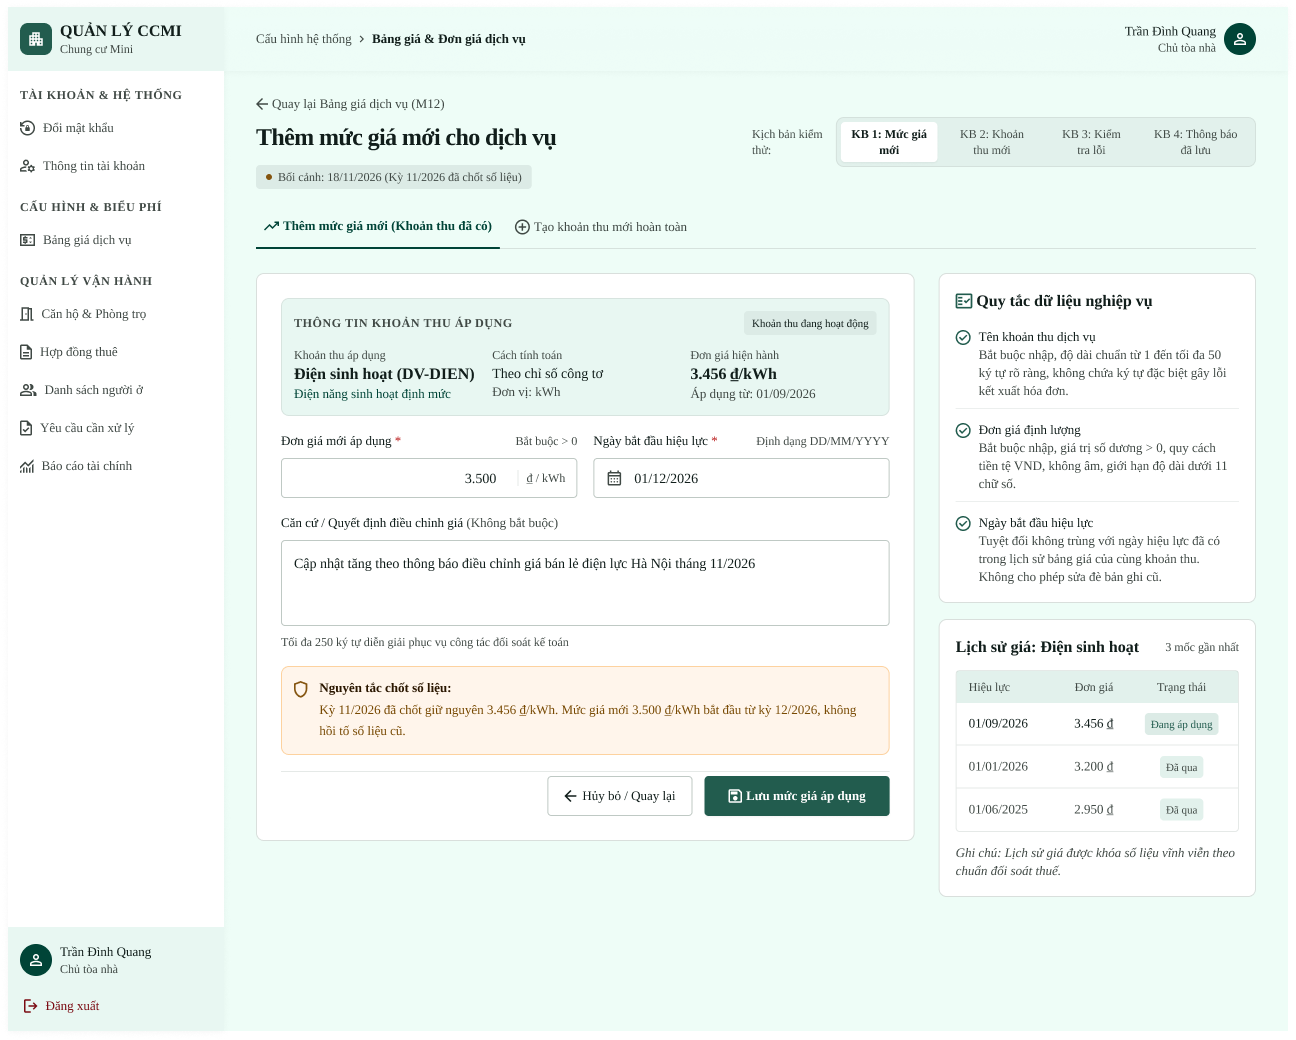 QUẢN LÝ CCMI
Chung cư Mini
TÀI KHOẢN & HỆ THỐNG
Đổi mật khẩu
Thông tin tài khoản
CẤU HÌNH & BIỂU PHÍ
Bảng giá dịch vụ
QUẢN LÝ VẬN HÀNH
Căn hộ & Phòng trọ
Hợp đồng thuê
Danh sách người ở
Yêu cầu cần xử lý
Báo cáo tài chính
Trần Đình Quang
Chủ tòa nhà
Đăng xuất
Cấu hình hệ thống > Bảng giá & Đơn giá dịch vụ
Trần Đình Quang
Chủ tòa nhà
Quay lại Bảng giá dịch vụ (M12)
Thêm mức giá mới cho dịch vụ
Bối cảnh: 18/11/2026 (Kỳ 11/2026 đã chốt số liệu)
Kịch bản kiểm
thử:
KB 1: Mức giá
mới
KB 2: Khoản
thu mới
KB 3: Kiểm
tra lỗi
KB 4: Thông báo
đã lưu
Thêm mức giá mới (Khoản thu đã có)
Tạo khoản thu mới hoàn toàn
THÔNG TIN KHOẢN THU ÁP DỤNG
Khoản thu đang hoạt động
Khoản thu áp dụng
Điện sinh hoạt (DV-DIEN)
Điện năng sinh hoạt định mức
Cách tính toán
Theo chỉ số công tơ
Đơn vị: kWh
Đơn giá hiện hành
3.456 ₫/kWh
Áp dụng từ: 01/09/2026
Đơn giá mới áp dụng *
Bắt buộc > 0
3.500
₫ / kWh
Ngày bắt đầu hiệu lực *
Định dạng DD/MM/YYYY
01/12/2026
Căn cứ / Quyết định điều chỉnh giá (Không bắt buộc)
Cập nhật tăng theo thông báo điều chỉnh giá bán lẻ điện lực Hà Nội tháng 11/2026
Tối đa 250 ký tự diễn giải phục vụ công tác đối soát kế toán
Nguyên tắc chốt số liệu:
Kỳ 11/2026 đã chốt giữ nguyên 3.456 ₫/kWh. Mức giá mới 3.500 ₫/kWh bắt đầu từ kỳ 12/2026, không
hồi tố số liệu cũ.
Hủy bỏ / Quay lại
Lưu mức giá áp dụng
Quy tắc dữ liệu nghiệp vụ
Tên khoản thu dịch vụ
Bắt buộc nhập, độ dài chuẩn từ 1 đến tối đa 50
ký tự rõ ràng, không chứa ký tự đặc biệt gây lỗi
kết xuất hóa đơn.
Đơn giá định lượng
Bắt buộc nhập, giá trị số dương > 0, quy cách
tiền tệ VND, không âm, giới hạn độ dài dưới 11
chữ số.
Ngày bắt đầu hiệu lực
Tuyệt đối không trùng với ngày hiệu lực đã có
trong lịch sử bảng giá của cùng khoản thu.
Không cho phép sửa đè bản ghi cũ.
Lịch sử giá: Điện sinh hoạt
3 mốc gần nhất
Hiệu lực Đơn giá Trạng thái
01/09/2026 3.456 ₫ Đang áp dụng
01/01/2026 3.200 ₫ Đã qua
01/06/2025 2.950 ₫ Đã qua
Ghi chú: Lịch sử giá được khóa số liệu vĩnh viễn theo
chuẩn đối soát thuế.